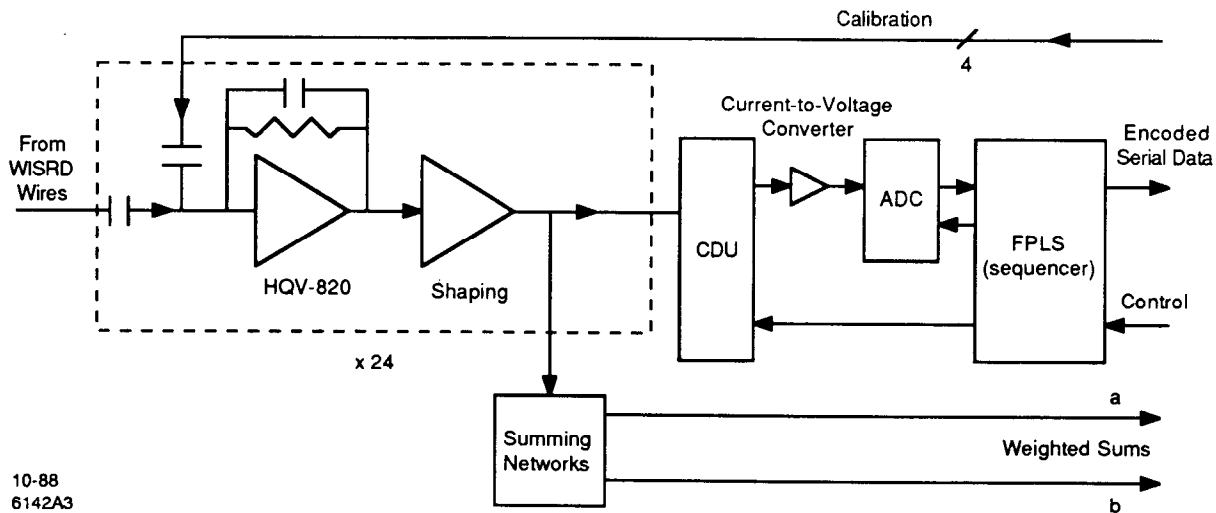 Calibration
4
Current-to-Voltage
Converter
From
WISRD
Wires
Encoded
Serial Data
ADC
CDU
FPLS
(sequencer)
HQV-820
Shaping
Control
x 24
a
Summing
Networks
Weighted Sums
b
10-88
6142A3